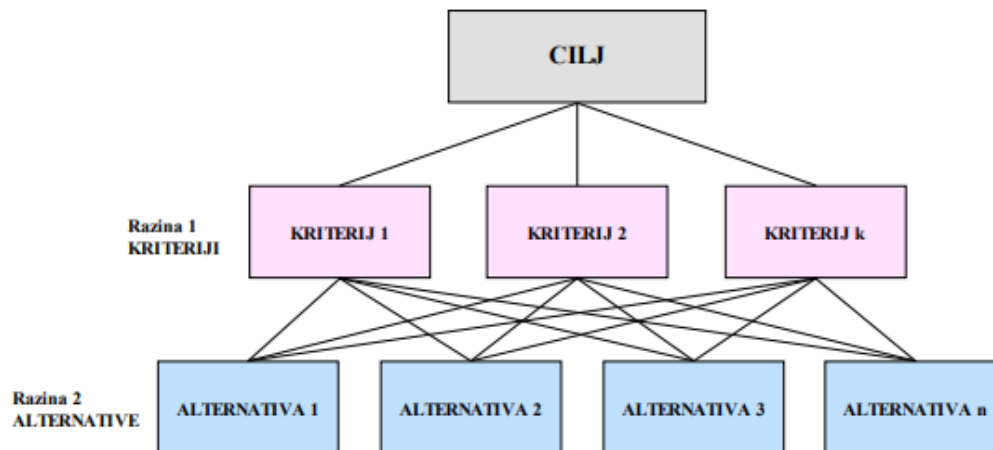 CILJ
Razina 1
KRITERIJI
KRITERIJ 1
KRITERIJ 2
KRITERIJ k
Razina 2
ALTERNATIVE
ALTERNATIVA 1
ALTERNATIVA 2
ALTERNATIVA 3
ALTERNATIVA n